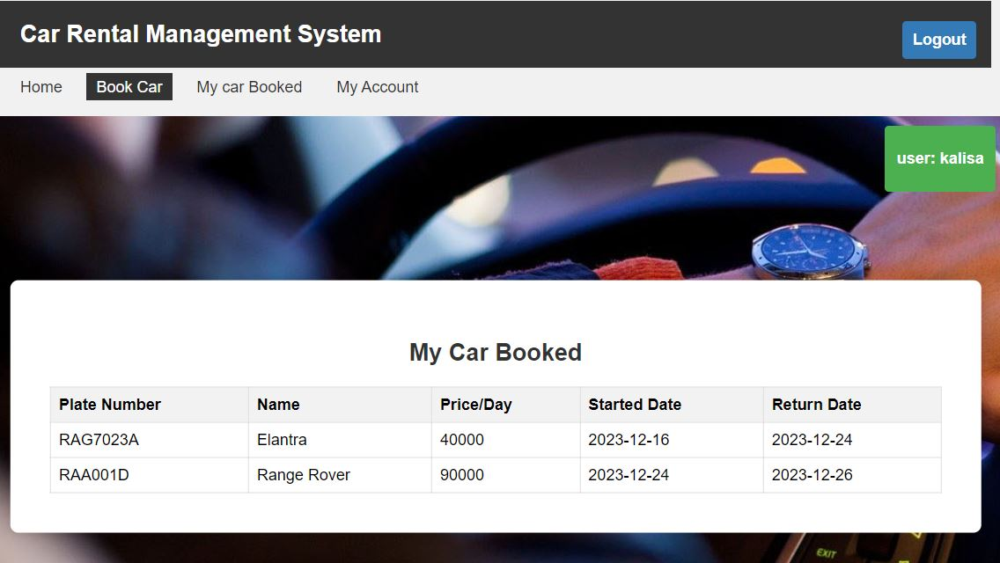 Car Rental Management System
Logout
Home Book Car My car Booked My Account
user: kalisa
My Car Booked
Plate Number Name Price/Day Started Date Return Date
RAG7023A Elantra 40000 2023-12-16 2023-12-24
RAA001D Range Rover 90000 2023-12-24 2023-12-26
EXIT